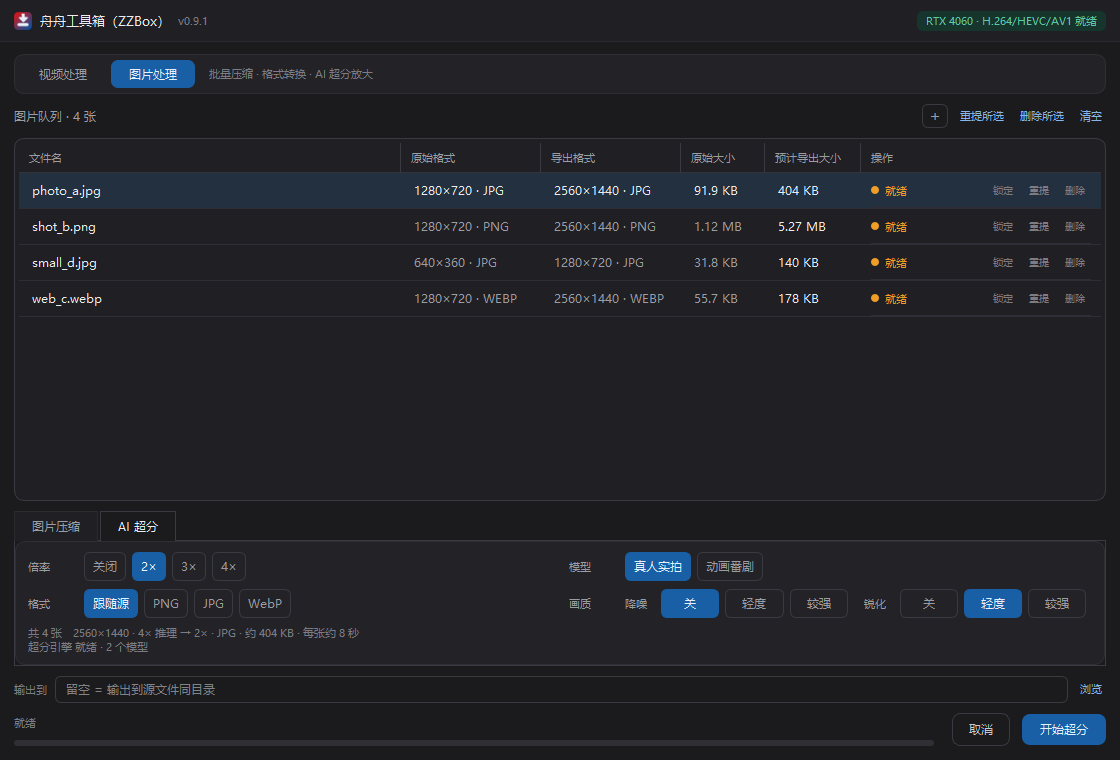 舟舟工具箱（ZZBox） v0.9.1 RTX 4060 · H.264/HEVC/AV1 就绪
视频处理 图片处理 批量压缩 · 格式转换 · AI 超分放大
图片队列 · 4 张 + 重提所选 删除所选 清空
文件名 原始格式 导出格式 原始大小 预计导出大小 操作
photo_a.jpg 1280×720 · JPG 2560×1440 · JPG 91.9 KB 404 KB 就绪 锁定 重提 删除
shot_b.png 1280×720 · PNG 2560×1440 · PNG 1.12 MB 5.27 MB 就绪 锁定 重提 删除
small_d.jpg 640×360 · JPG 1280×720 · JPG 31.8 KB 140 KB 就绪 锁定 重提 删除
web_c.webp 1280×720 · WEBP 2560×1440 · WEBP 55.7 KB 178 KB 就绪 锁定 重提 删除
图片压缩 AI 超分
倍率 关闭 2× 3× 4× 模型 真人实拍 动画番剧
格式 跟随源 PNG JPG WebP 画质 降噪 关 轻度 较强 锐化 关 轻度 较强
共 4 张 2560×1440 · 4× 推理 → 2× · JPG · 约 404 KB · 每张约 8 秒
超分引擎 就绪 · 2 个模型
输出到 留空 = 输出到源文件同目录 浏览
就绪 取消 开始超分